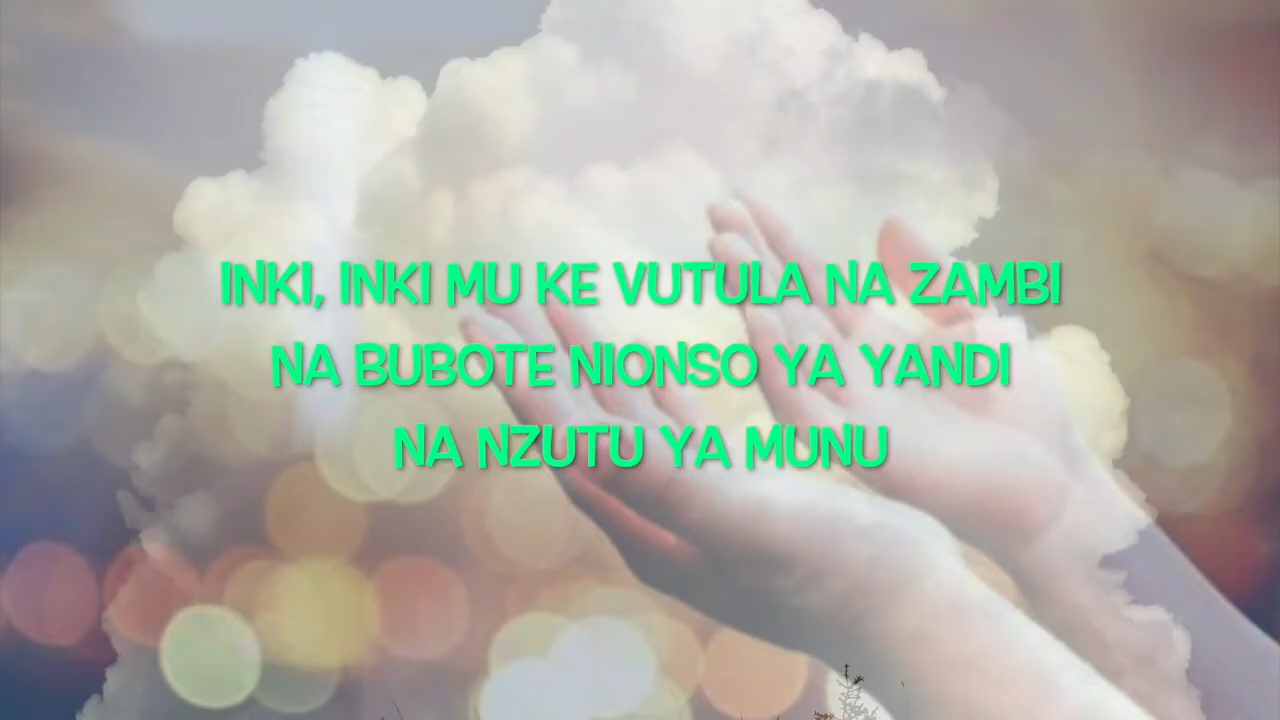 INKI, INKI MU KE VUTULA NA ZAMBI
NA BUBOTE NIONSO YA YANDI
NA NZUTU YA MUNU